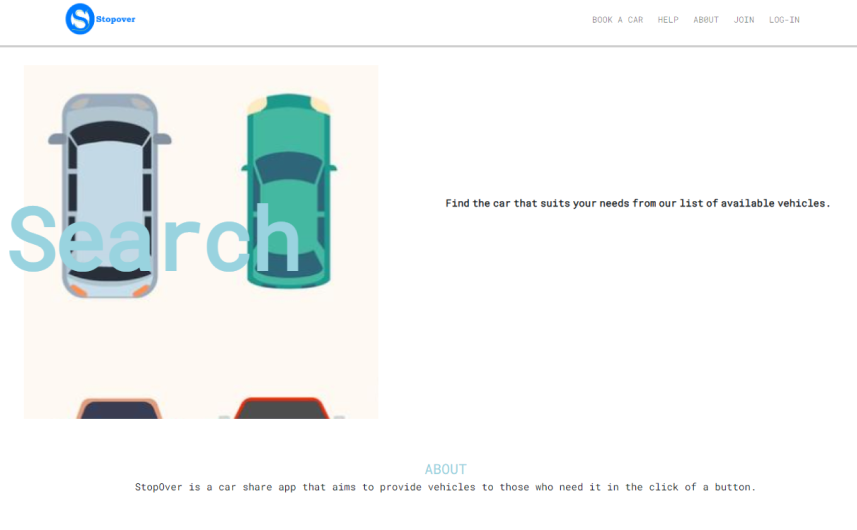 Stopover
BOOK A CAR HELP ABOUT JOIN LOG-IN
Search
Find the car that suits your needs from our list of available vehicles.
ABOUT
StopOver is a car share app that aims to provide vehicles to those who need it in the click of a button.